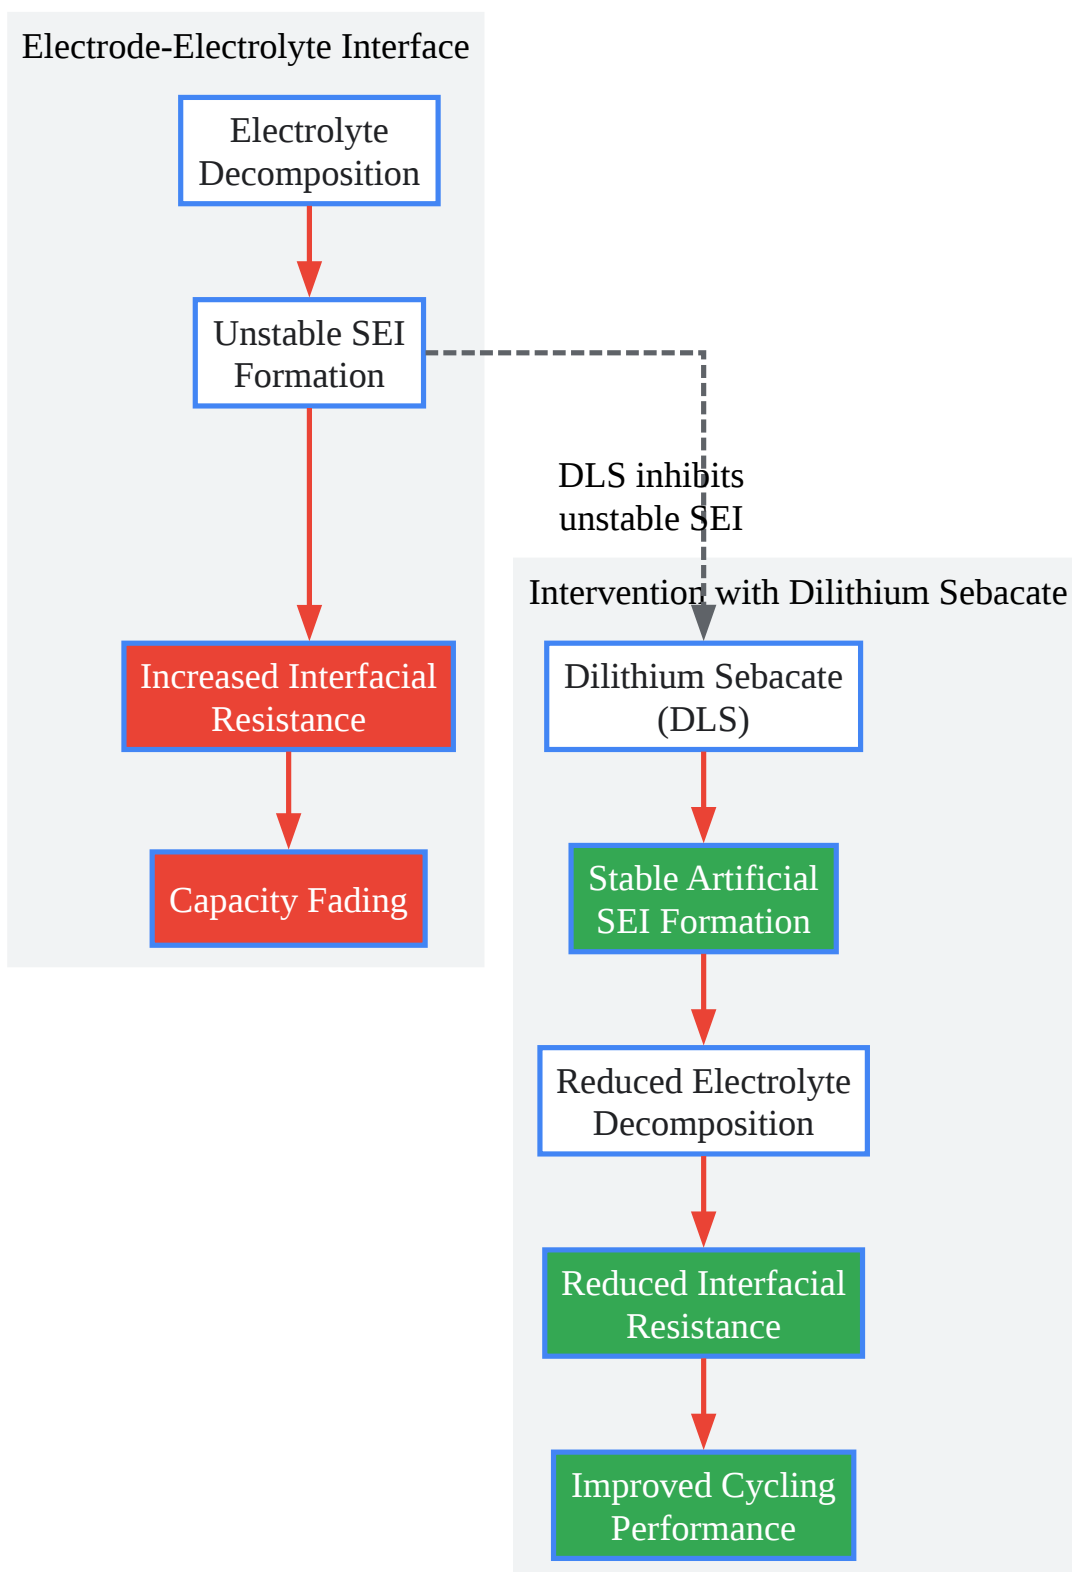 Electrode-Electrolyte Interface
Electrolyte
Decomposition
Unstable SEI
Formation
DLS inhibits
unstable SEI
Increased Interfacial
Resistance
Capacity Fading
Intervention with Dilithium Sebacate
Dilithium Sebacate
(DLS)
Stable Artificial
SEI Formation
Reduced Electrolyte
Decomposition
Reduced Interfacial
Resistance
Improved Cycling
Performance